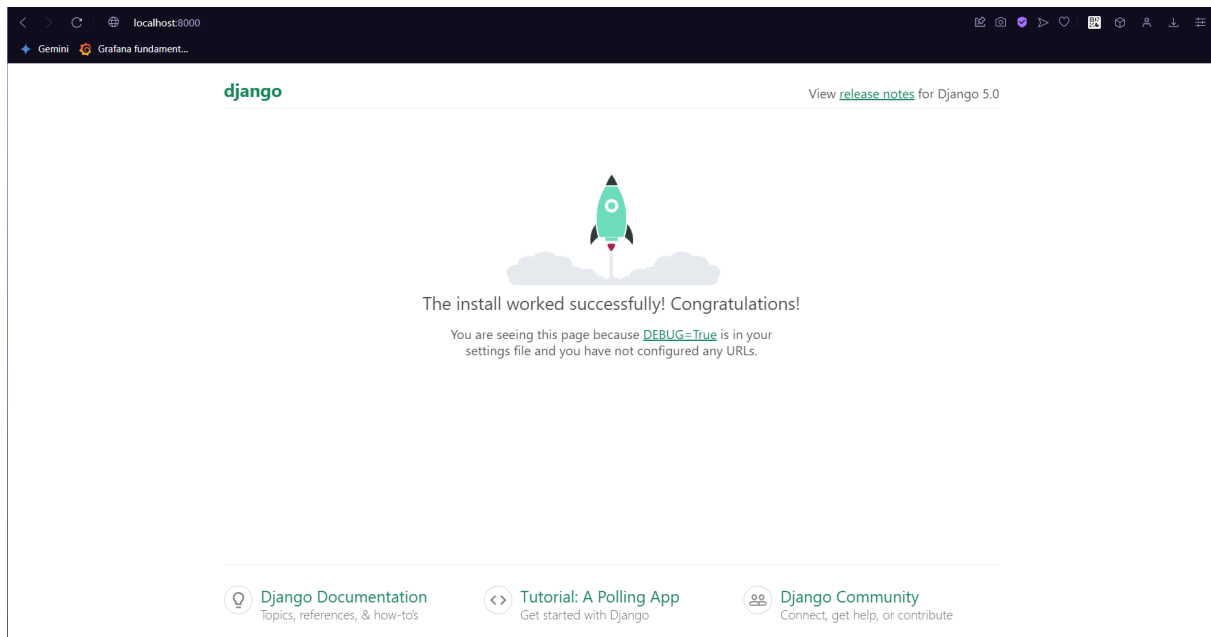 localhost:8000
Gemini Grafana fundament...
django
View release notes for Django 5.0
The install worked successfully! Congratulations!
You are seeing this page because DEBUG=True is in your
settings file and you have not configured any URLs.
Django Documentation
Topics, references, & how-to's
Tutorial: A Polling App
Get started with Django
Django Community
Connect, get help, or contribute